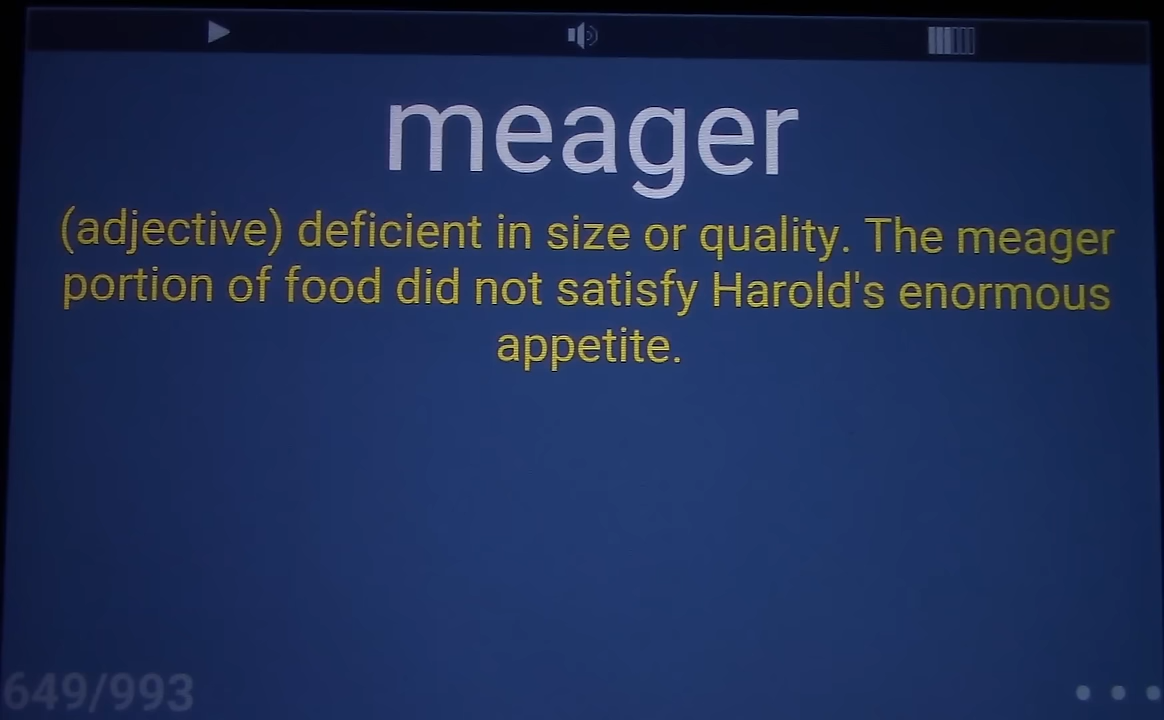 meager
(adjective) deficient in size or quality. The meager
portion of food did not satisfy Harold's enormous
appetite.
649/993